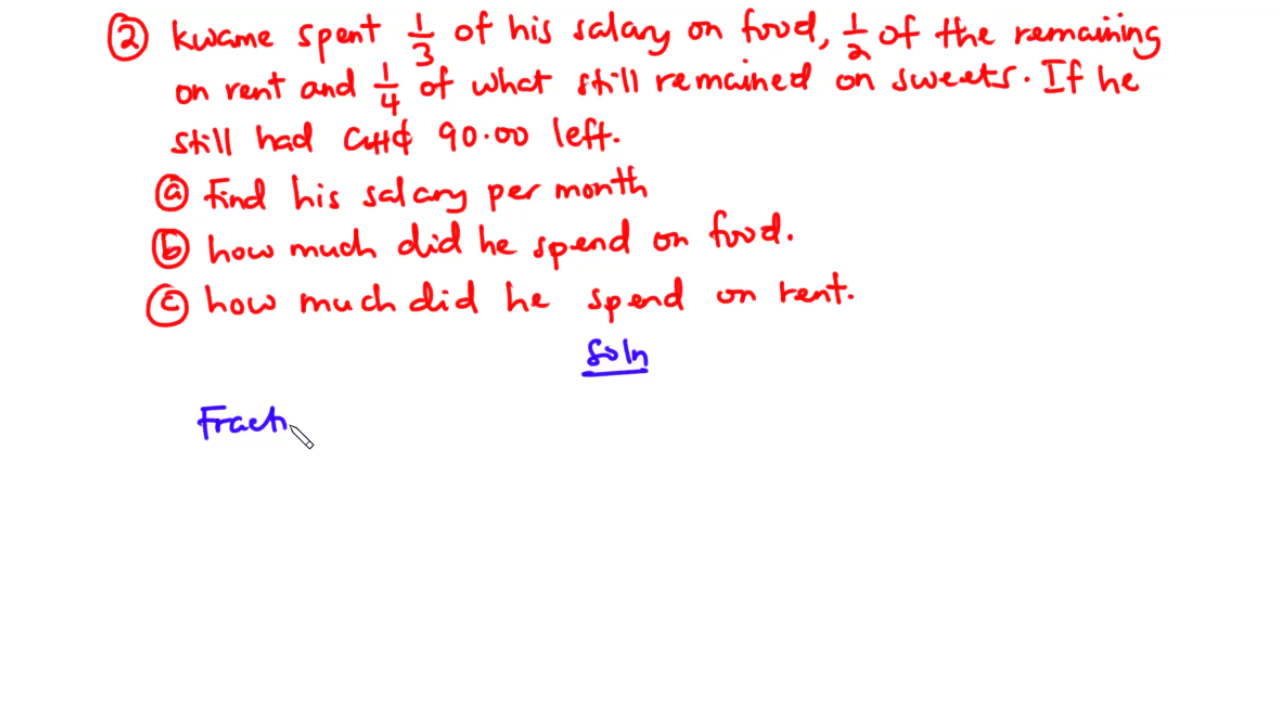 ② Kwame spent 1/3 of his salary on food, 1/2 of the remaining
on rent and 1/4 of what still remained on sweets. If he
still had GH¢ 90.00 left.
ⓐ Find his salary per month
ⓑ how much did he spend on food.
ⓒ how much did he spend on rent.
Soln
Fracti